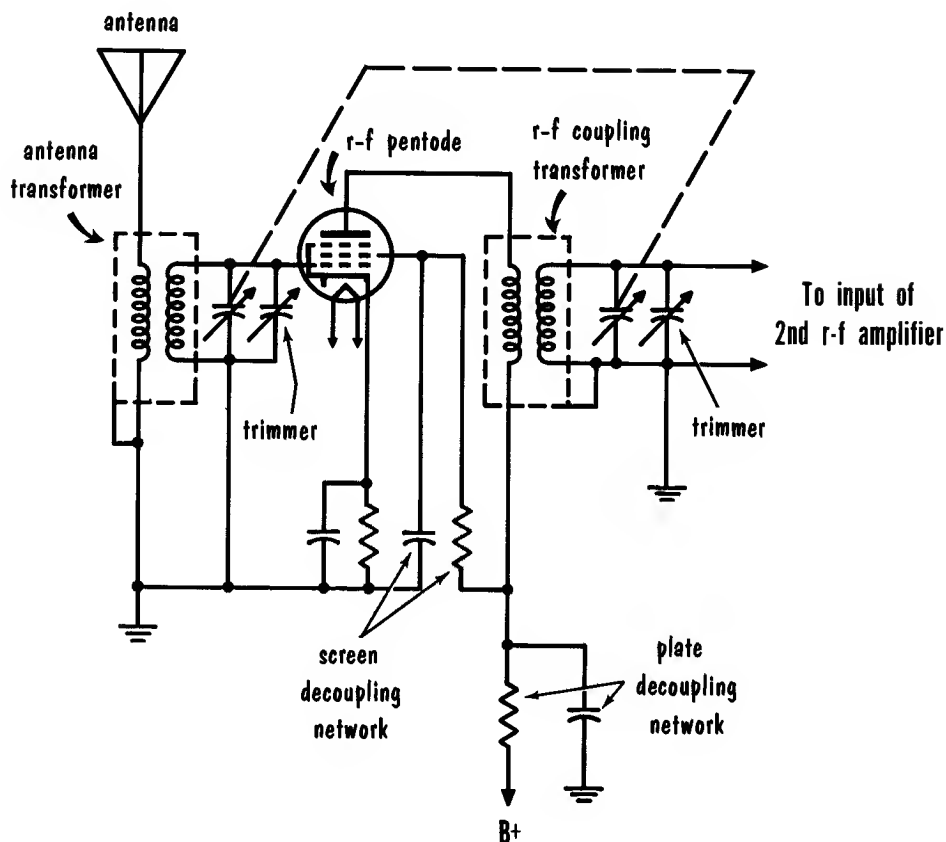 antenna
r-f pentode
r-f coupling
transformer
antenna
transformer
To input of
2nd r-f amplifier
trimmer
trimmer
screen
decoupling
network
plate
decoupling
network
B+